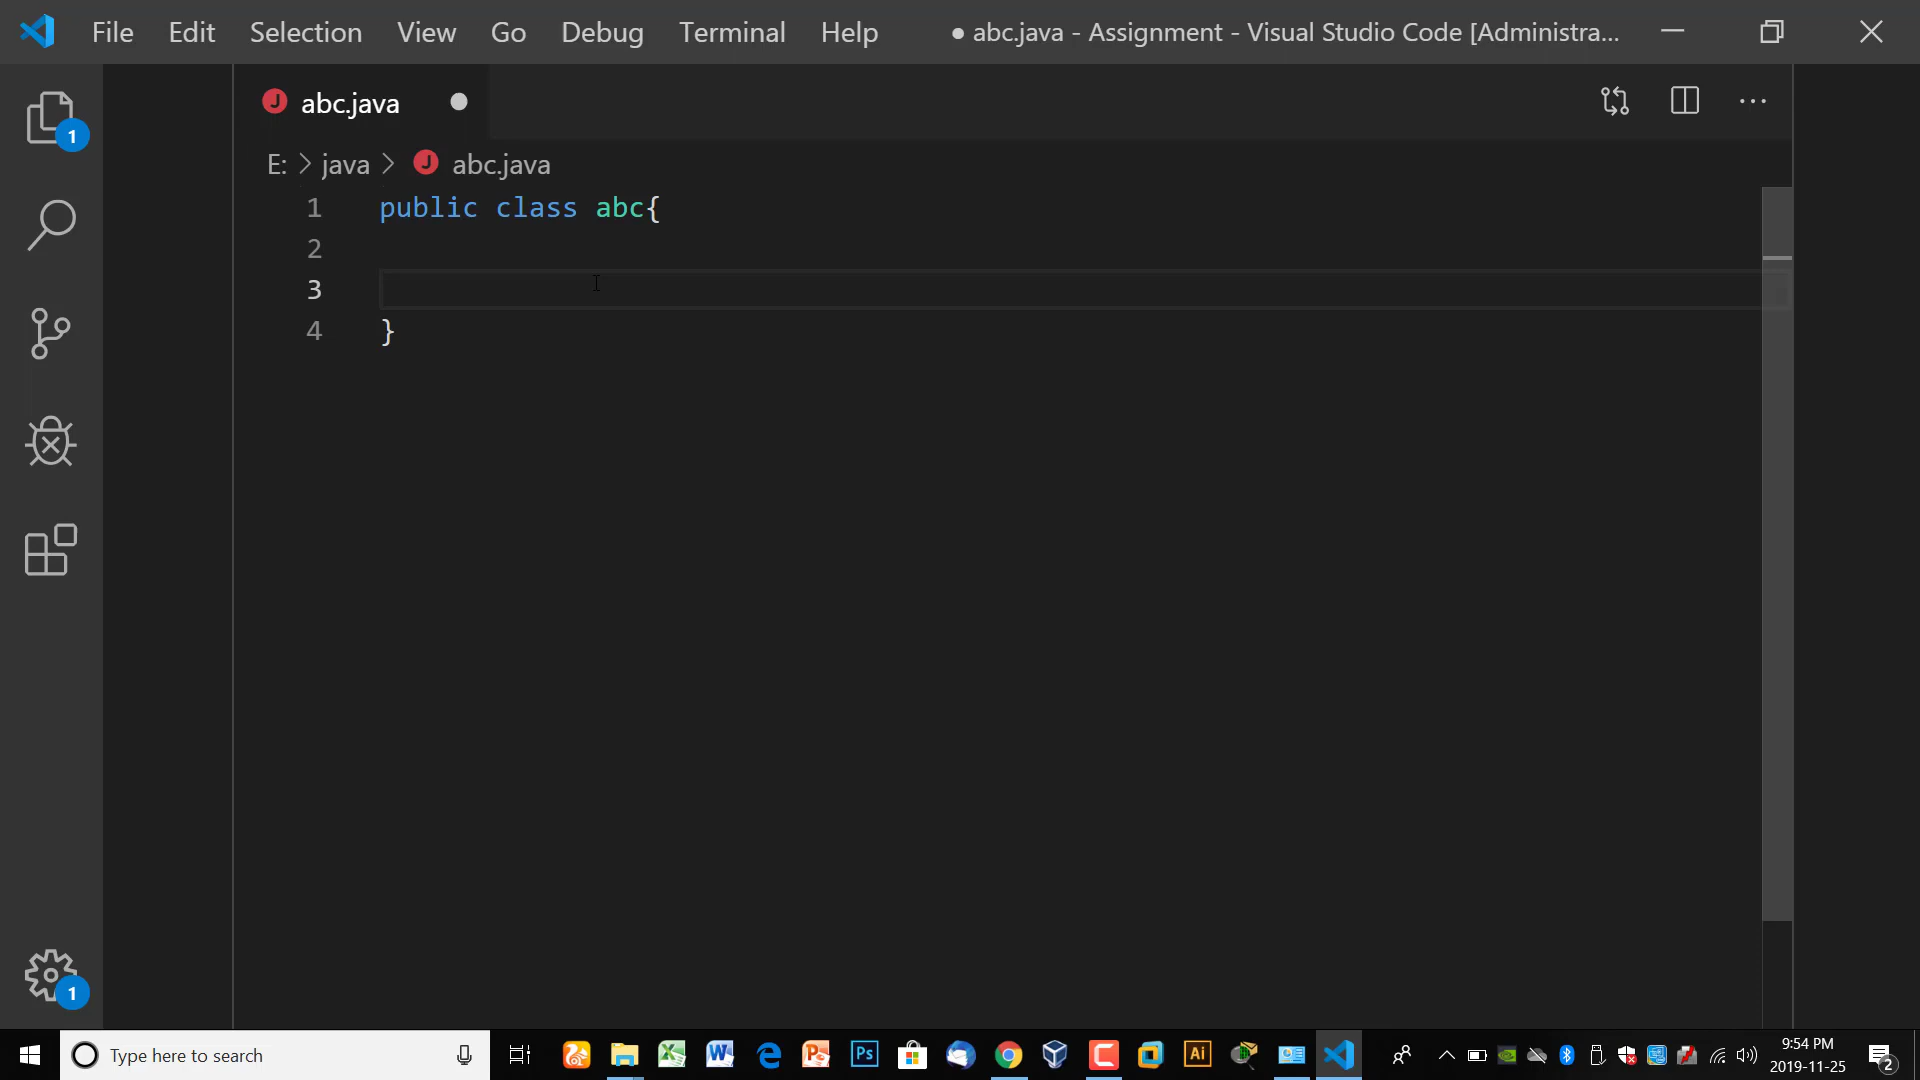 File Edit Selection View Go Debug Terminal Help ● abc.java - Assignment - Visual Studio Code [Administra...
J abc.java ●
1
E: > java > J abc.java
1 public class abc{
2
3
4 }
1
Type here to search
Ps
Ai
9:54 PM
2019-11-25
2